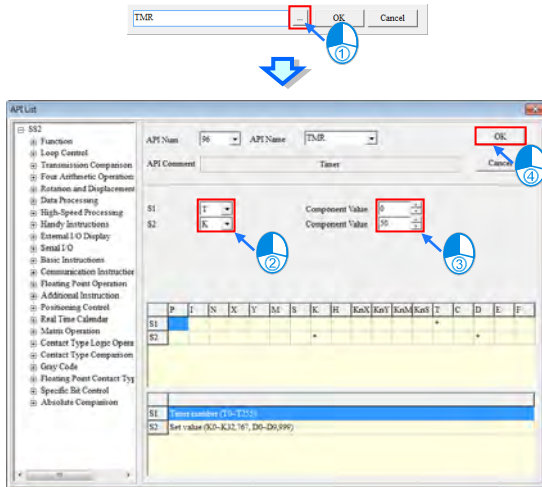 TMR ... OK Cancel
①
API List
SS2
Function
Loop Control
Transmission Comparison
Four Arithmetic Operation
Rotation and Displacement
Data Processing
High-Speed Processing
Handy Instructions
External I/O Display
Serial I/O
Basic Instructions
Communication Instruction
Floating Point Operation
Additional Instruction
Positioning Control
Real Time Calendar
Matrix Operation
Contact Type Logic Opera
Contact Type Comparison
Gray Code
Floating Point Contact Typ
Specific Bit Control
Absolute Comparison
API Num 96 API Name TMR OK
API Comment Timer Cancel
④
S1 T Component Value 0
S2 K Component Value 50
② ③
P I N X Y M S K H KnX KnY KnM KnS T C D E F
S1 *
S2 * *
S1 Timer number (T0~T255)
S2 Set value (K0~K32,767, D0~D9,999)